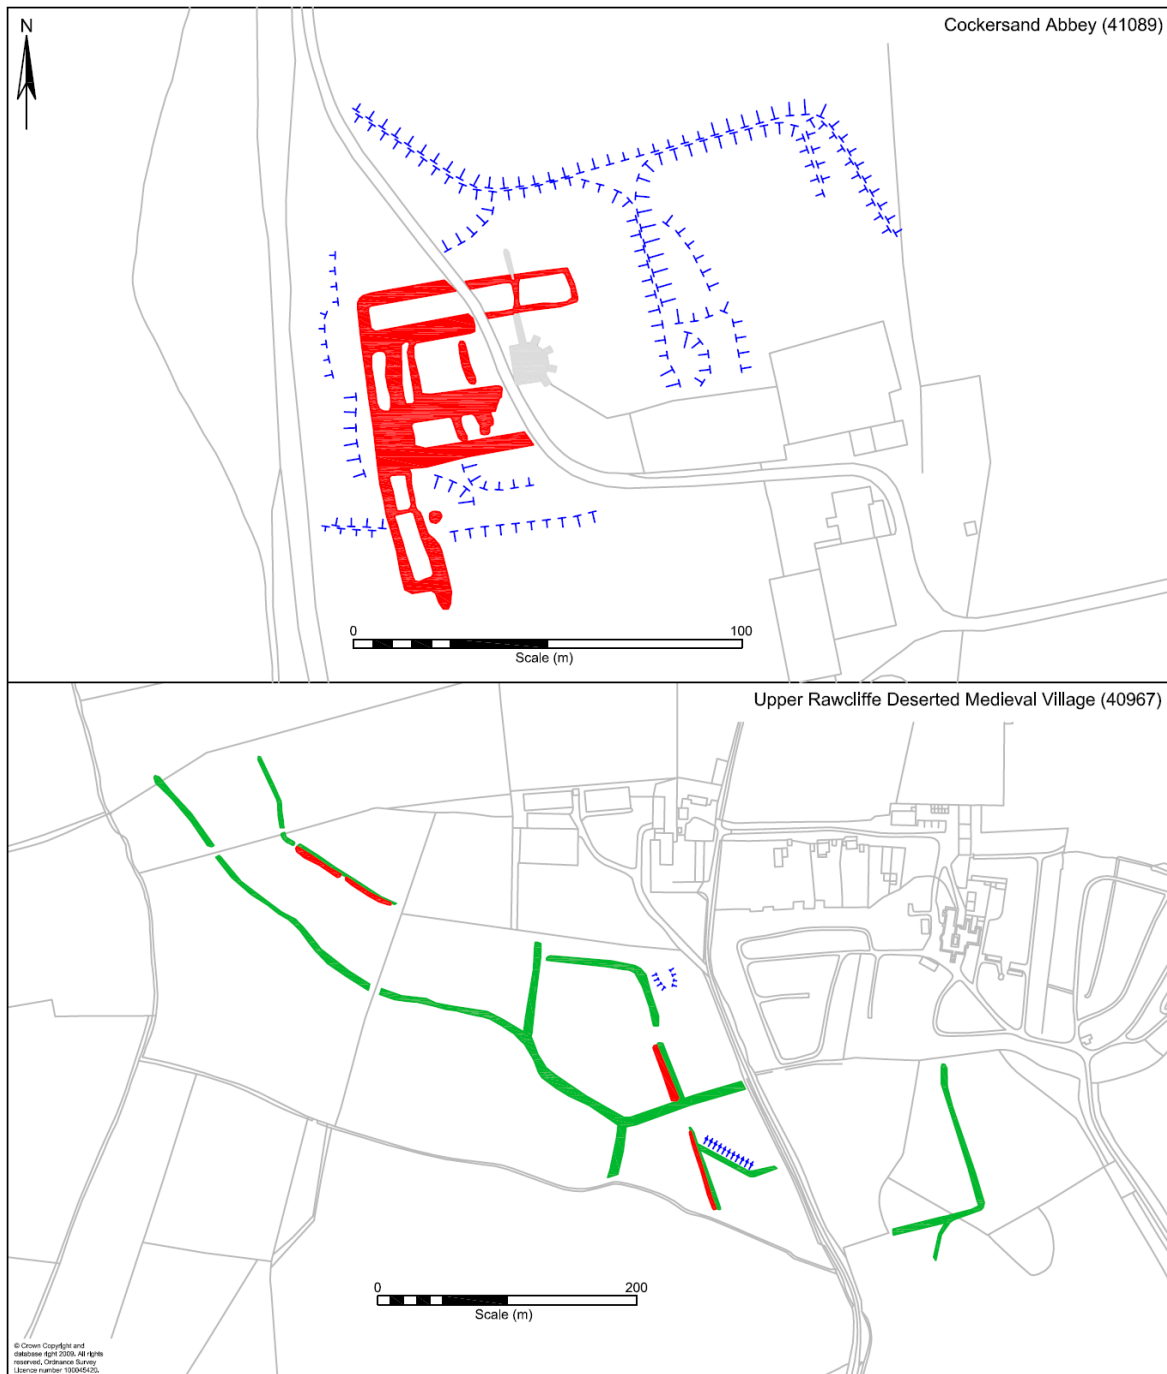 Cockersand Abbey (41089)
N
0 100
Scale (m)
Upper Rawcliffe Deserted Medieval Village (40967)
0 200
Scale (m)
© Crown Copyright and
database right 2009. All rights
reserved. Ordnance Survey
Licence number 100045420.